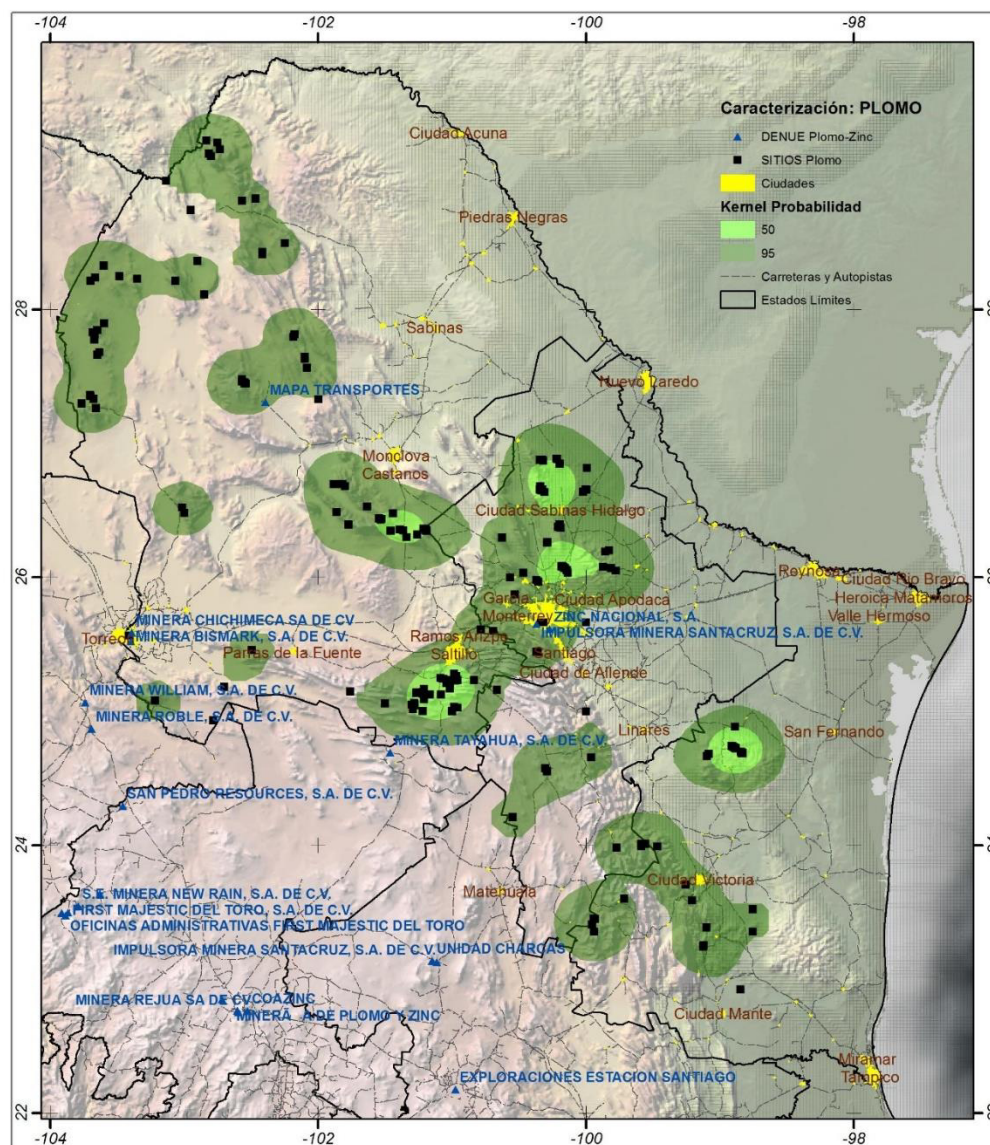 -104 -102 -100 -98
Caracterización: PLOMO
DENUE Plomo-Zinc
SITIOS Plomo
Ciudades
Kernel Probabilidad
50
95
Carreteras y Autopistas
Estados Límites
Ciudad Acuna
Piedras Negras
28
Sabinas
Nuevo Laredo
MAPA TRANSPORTES
Monclova
Castanos
Ciudad Sabinas Hidalgo
26 26
Reynosa
Ciudad Rio Bravo
Garcia Ciudad Apodaca
Heroica Matamoros
MINERA CHICHIMECA SA DE CV
Monterrey ZINC NACIONAL, S.A.
Valle Hermoso
MINERA BISMARK, S.A. DE C.V.
Ramos Arizpe
IMPULSORA MINERA SANTACRUZ, S.A. DE C.V.
Parras de la Fuente
Saltillo
Santiago
Ciudad de Allende
MINERA WILLIAM, S.A. DE C.V.
MINERA ROBLE, S.A. DE C.V.
Linares
San Fernando
MINERA TAYAHUA, S.A. DE C.V.
SAN PEDRO RESOURCES, S.A. DE C.V.
24
Matehuala
Ciudad Victoria
S.E. MINERA NEW RAIN, S.A. DE C.V.
FIRST MAJESTIC DEL TORO, S.A. DE C.V.
OFICINAS ADMINISTRATIVAS FIRST MAJESTIC DEL TORO
IMPULSORA MINERA SANTACRUZ, S.A. DE C.V.
UNIDAD CHARCAS
MINERA REJUA SA DE CV
COAZINC
A DE PLOMO Y ZINC
Ciudad Mante
Miramar
Tampico
EXPLORACIONES ESTACION SANTIAGO
22
-104 -102 -100 -98